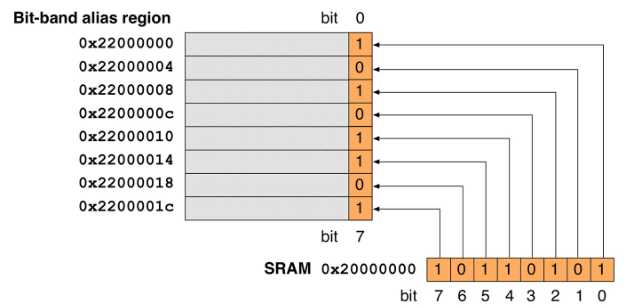 Bit-band alias region bit 0
0x22000000 1
0x22000004 0
0x22000008 1
0x2200000c 0
0x22000010 1
0x22000014 1
0x22000018 0
0x2200001c 1
bit 7
SRAM 0x20000000 1 0 1 1 0 1 0 1
bit 7 6 5 4 3 2 1 0